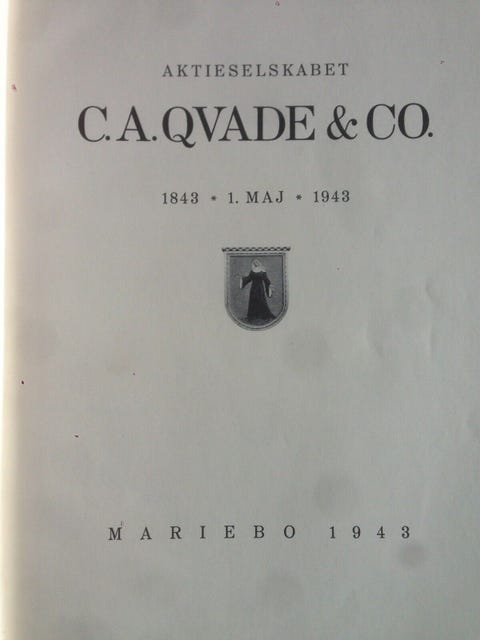 AKTIESELSKABET
C. A. QVADE & CO.
1843 * 1. MAJ * 1943
MARIEBO 1943